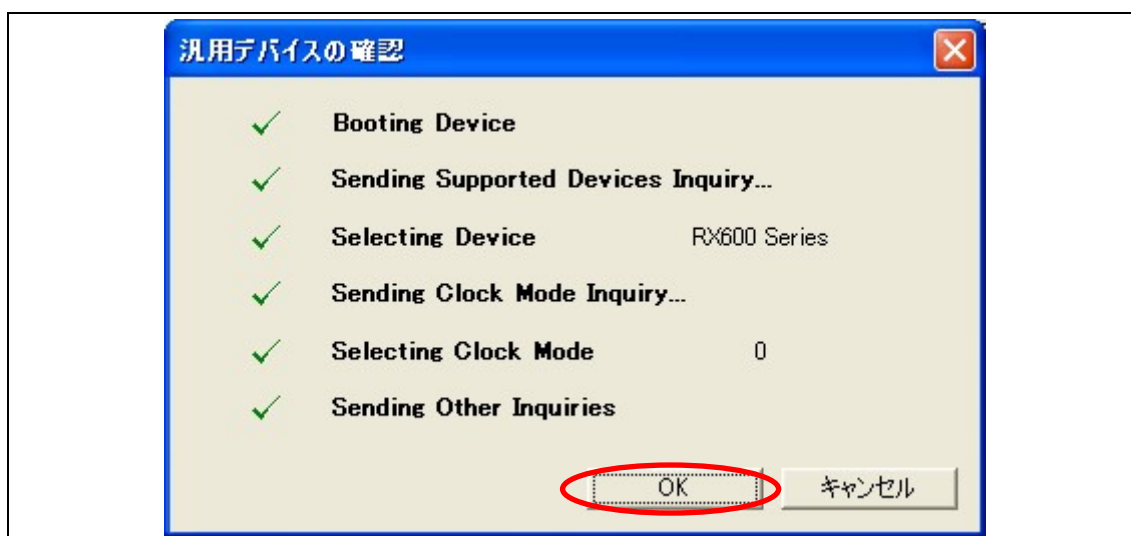 汎用デバイスの確認
Booting Device
Sending Supported Devices Inquiry...
Selecting Device RX600 Series
Sending Clock Mode Inquiry...
Selecting Clock Mode 0
Sending Other Inquiries
OK キャンセル